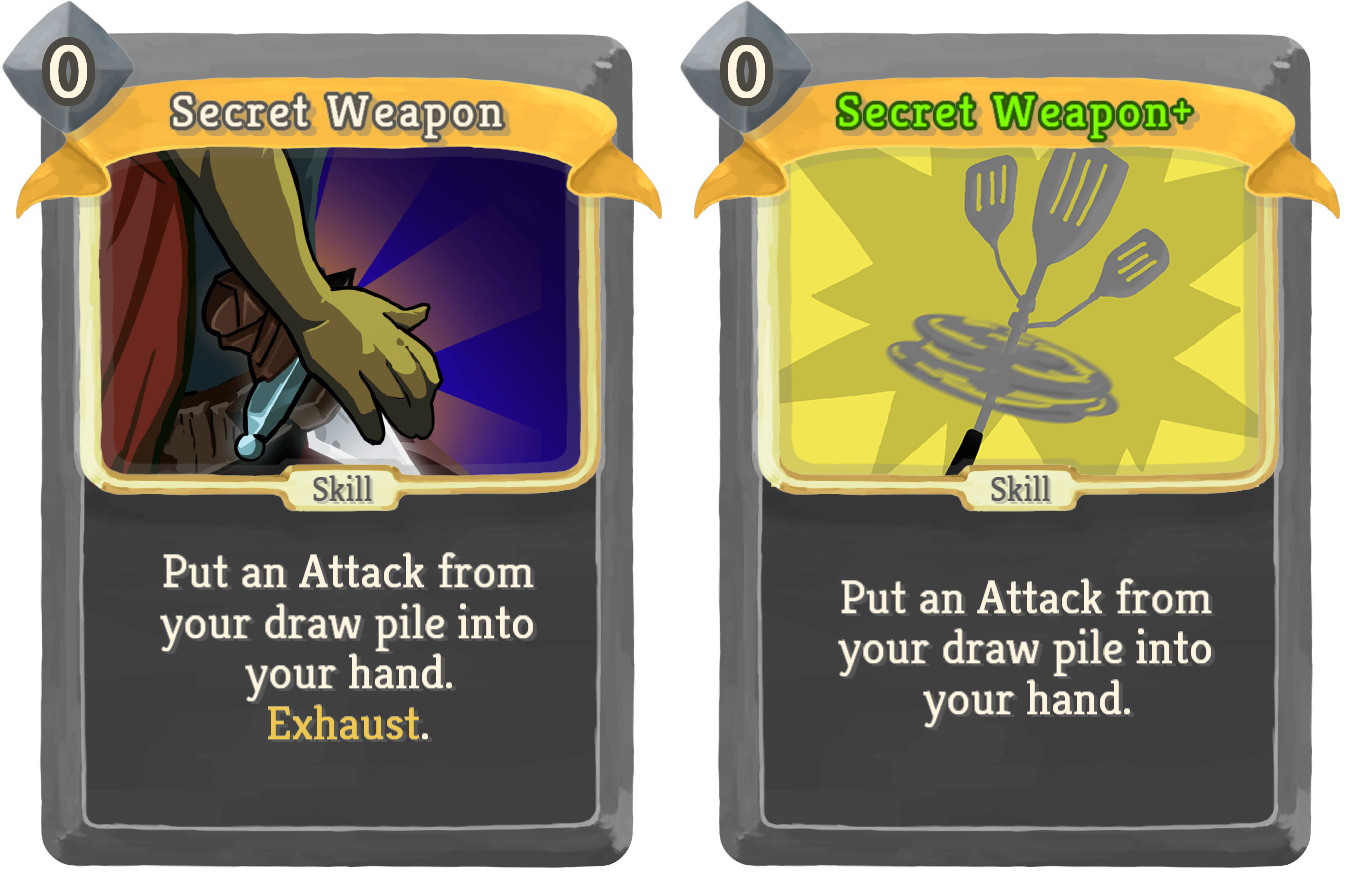 0
Secret Weapon
Skill
Put an Attack from
your draw pile into
your hand.
Exhaust.
0
Secret Weapon+
Skill
Put an Attack from
your draw pile into
your hand.